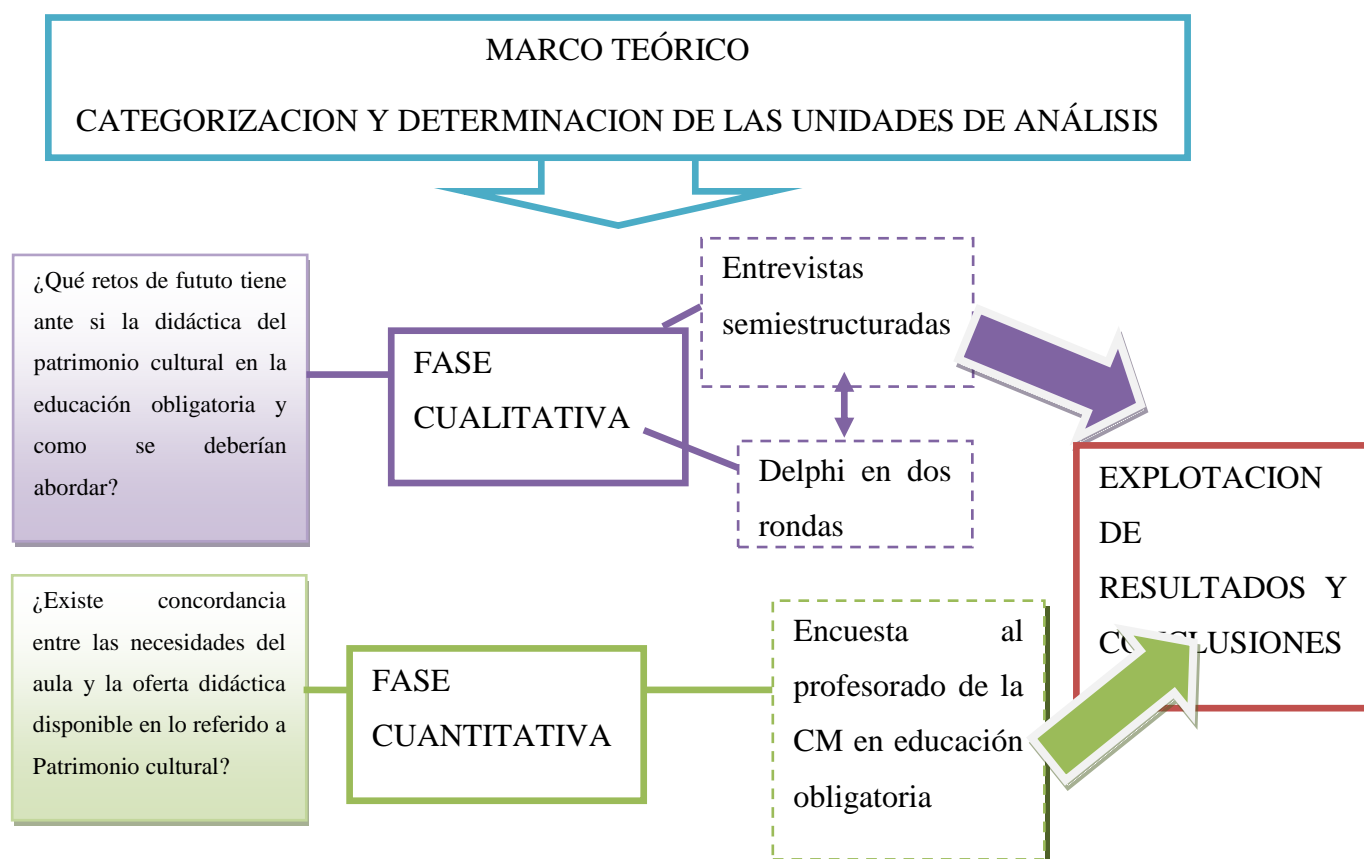 MARCO TEÓRICO
CATEGORIZACION Y DETERMINACION DE LAS UNIDADES DE ANÁLISIS
¿Qué retos de fututo tiene
ante si la didáctica del
patrimonio cultural en la
educación obligatoria y
como se deberían
abordar?
FASE
CUALITATIVA
Entrevistas
semiestructuradas
Delphi en dos
rondas
¿Existe concordancia
entre las necesidades del
aula y la oferta didáctica
disponible en lo referido a
Patrimonio cultural?
FASE
CUANTITATIVA
Encuesta al
profesorado de la
CM en educación
obligatoria
EXPLOTACION
DE
RESULTADOS Y
CONCLUSIONES